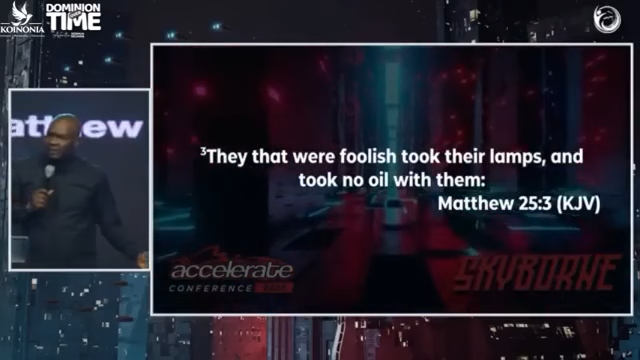 KOINONIA
DOMINION
OVER
TIME
atthew
³They that were foolish took their lamps, and
took no oil with them:
Matthew 25:3 (KJV)
accelerate
CONFERENCE
SKYBORNE